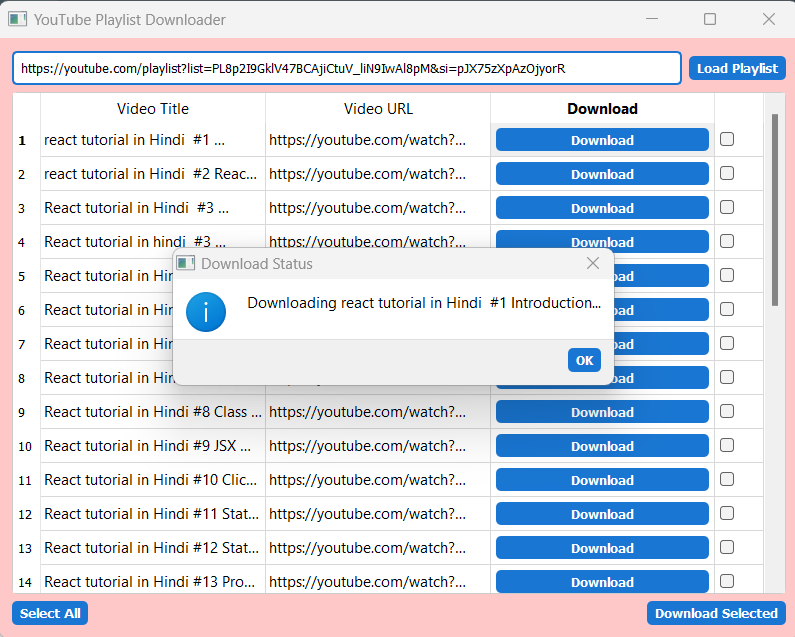 YouTube Playlist Downloader
https://youtube.com/playlist?list=PL8p2I9GklV47BCAjiCtuV_liN9IwAl8pM&si=pJX75zXpAzOjyorR Load Playlist
Video Title Video URL Download
1 react tutorial in Hindi  #1 ... https://youtube.com/watch?... Download
2 react tutorial in Hindi  #2 Reac... https://youtube.com/watch?... Download
3 React tutorial in Hindi  #3 ... https://youtube.com/watch?... Download
4 React tutorial in hindi  #3 ... https://youtube.com/watch?... Download
Download Status
Downloading react tutorial in Hindi  #1 Introduction...
OK
5 React tutorial in Hin
6 React tutorial in Hin
7 React tutorial in Hin
8 React tutorial in Hin
9 React tutorial in Hindi #8 Class ... https://youtube.com/watch?... Download
10 React tutorial in Hindi #9 JSX ... https://youtube.com/watch?... Download
11 React tutorial in Hindi #10 Clic... https://youtube.com/watch?... Download
12 React tutorial in Hindi #11 Stat... https://youtube.com/watch?... Download
13 React tutorial in Hindi #12 Stat... https://youtube.com/watch?... Download
14 React tutorial in Hindi #13 Pro... https://youtube.com/watch?... Download
Select All Download Selected